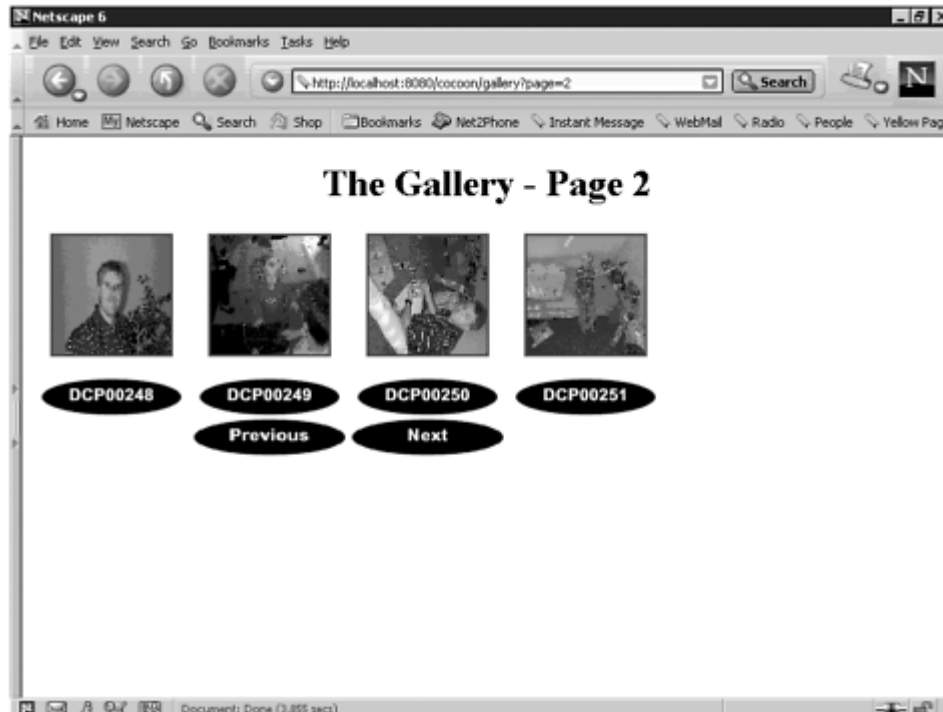 Netscape 6
File Edit View Search Go Bookmarks Tasks Help
http://localhost:8080/cocoon/gallery?page=2
Search
N
Home My Netscape Search Shop Bookmarks Net2Phone Instant Message WebMail Radio People Yellow Pag
The Gallery - Page 2
DCP00248 DCP00249 DCP00250 DCP00251
Previous Next
Document: Done (3.855 secs)